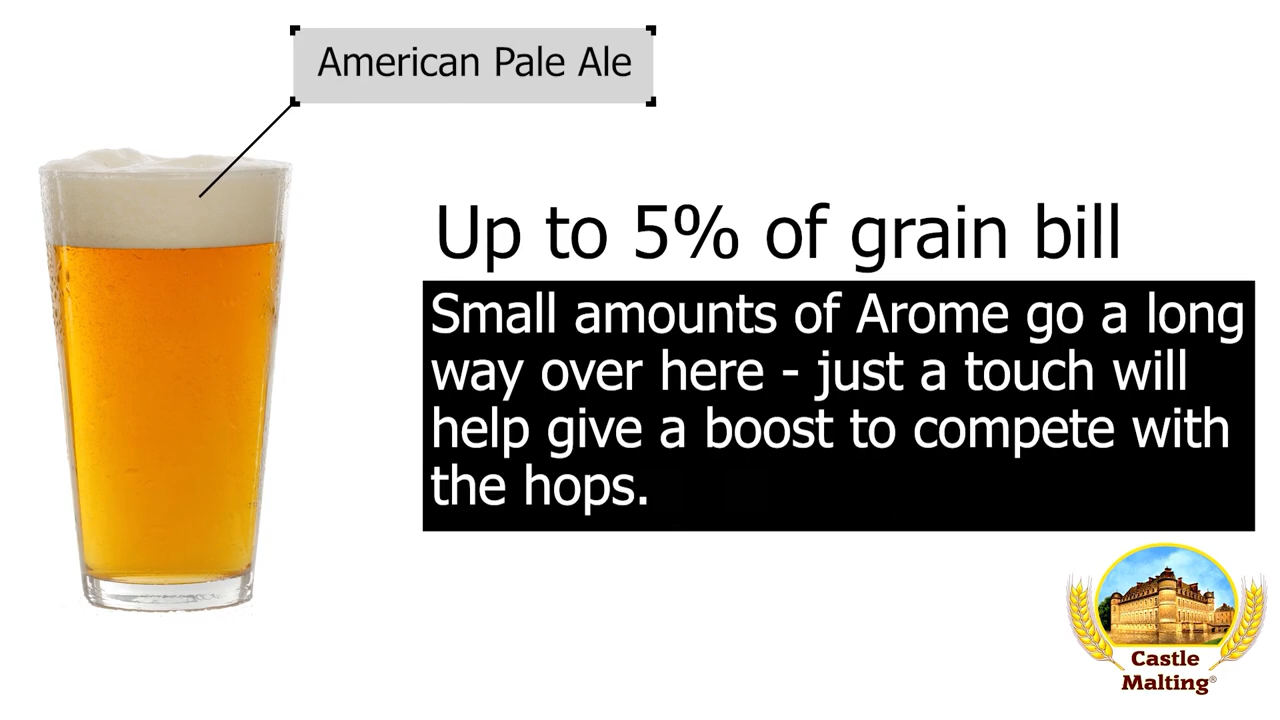 American Pale Ale
Up to 5% of grain bill
Small amounts of Arome go a long
way over here - just a touch will
help give a boost to compete with
the hops.
Castle
Malting®